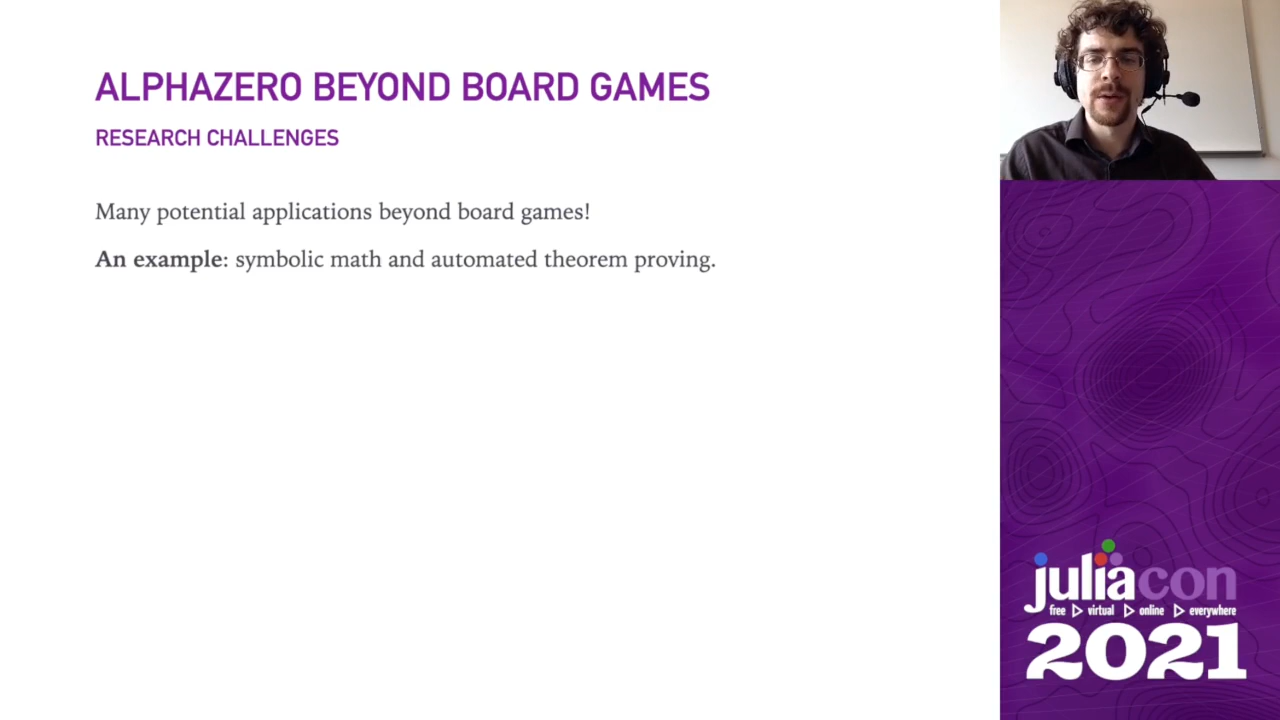 ALPHAZERO BEYOND BOARD GAMES
RESEARCH CHALLENGES
Many potential applications beyond board games!
An example: symbolic math and automated theorem proving.
juliacon
free ▷ virtual ▷ online ▷ everywhere
2021